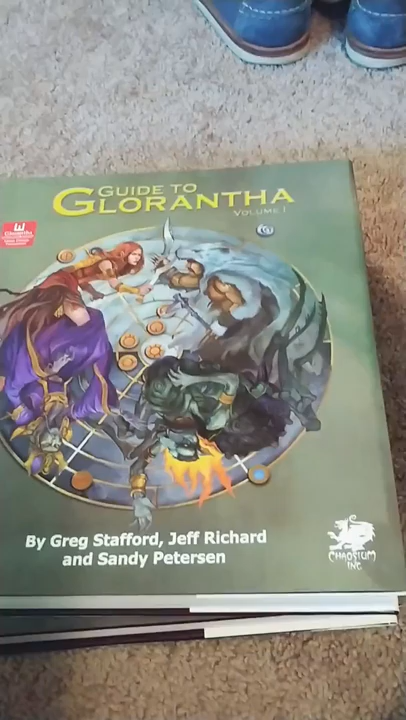 GUIDE TO
GLORANTHA
VOLUME I
By Greg Stafford, Jeff Richard
and Sandy Petersen
CHAOSIUM
INC